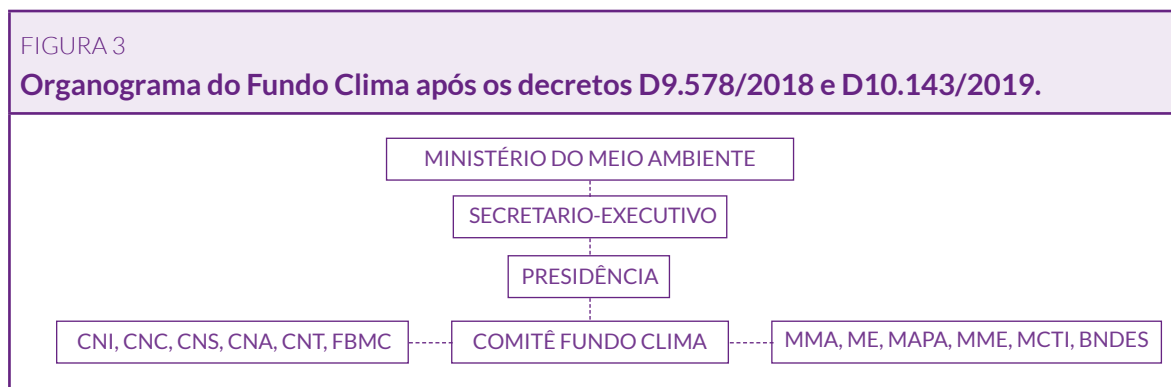 FIGURA 3
Organograma do Fundo Clima após os decretos D9.578/2018 e D10.143/2019.
MINISTÉRIO DO MEIO AMBIENTE
SECRETARIO-EXECUTIVO
PRESIDÊNCIA
CNI, CNC, CNS, CNA, CNT, FBMC
COMITÊ FUNDO CLIMA
MMA, ME, MAPA, MME, MCTI, BNDES